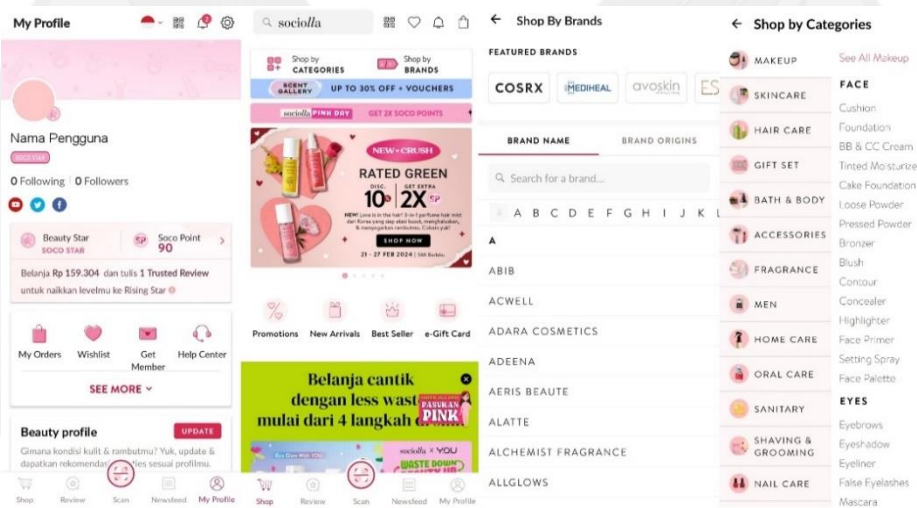 My Profile
Nama Pengguna
SOCO STAR
0 Following 0 Followers
Beauty Star
SOCO STAR
Soco Point
90
Belanja Rp 159.304 dan tulis 1 Trusted Review
untuk naikkan levelmu ke Rising Star
My Orders
Wishlist
Get
Member
Help Center
SEE MORE
Beauty profile
UPDATE
Gimana kondisi kulit & rambutmu? Yuk, update &
Shop
Review
Scan
Newsfeed
My Profile
sociolla
Shop by
CATEGORIES
Shop by
BRANDS
SCENT
GALLERY
UP TO 30% OFF + VOUCHERS
sociolla PINK DAY
GET 2X SOCO POINTS
NEW CRUSH
RATED GREEN
DISC.
10%
GET EXTRA
2X SP
SHOP NOW
21 - 27 FEB 2024
Promotions
New Arrivals
Best Seller
e-Gift Card
Belanja cantik
dengan less
mulai dari 4 langkah
PASUKAN
PINK
sociolla × YOU
WASTE DOWN
Shop
Review
Scan
Newsfeed
My Profile
Shop By Brands
FEATURED BRANDS
COSRX
MEDIHEAL
avoskin
ES
BRAND NAME
BRAND ORIGINS
Search for a brand...
A B C D E F G H I J K L
A
ABIB
ACWELL
ADARA COSMETICS
ADEENA
AERIS BEAUTE
ALATTE
ALCHEMIST FRAGRANCE
ALLGLOWS
Shop by Categories
MAKEUP
SKINCARE
HAIR CARE
GIFT SET
BATH & BODY
ACCESSORIES
FRAGRANCE
MEN
HOME CARE
ORAL CARE
SANITARY
SHAVING &
GROOMING
NAIL CARE
See All Makeup
FACE
Cushion
Foundation
BB & CC Cream
Tinted Moisturize
Cake Foundation
Loose Powder
Pressed Powder
Bronzer
Blush
Contour
Concealer
Highlighter
Face Primer
Setting Spray
Face Palette
EYES
Eyebrows
Eyeshadow
Eyeliner
False Eyelashes
Mascara